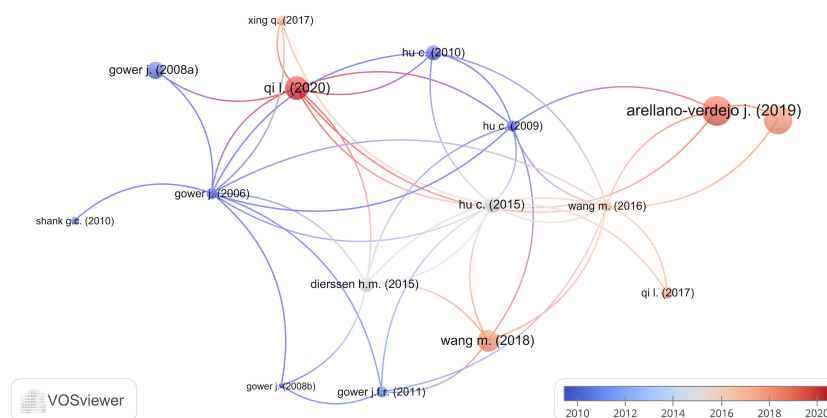 xing q. (2017)
hu c. (2010)
gower j. (2008a)
qi l. (2020)
arellano-verdejo j. (2019)
hu c. (2009)
gower j. (2006)
hu c. (2015)
wang m. (2016)
shank g.c. (2010)
dierssen h.m. (2015)
qi l. (2017)
wang m. (2018)
gower j. (2008b)
gower j.f.r. (2011)
VOSviewer
2010 2012 2014 2016 2018